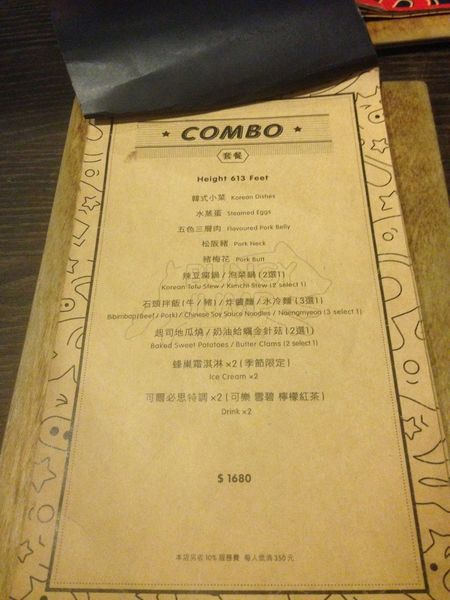 ★ COMBO ★
套餐
Height 613 Feet
韓式小菜 Korean Dishes
水蒸蛋 Steamed Eggs
五色三層肉 Flavoured Pork Belly
松阪豬 Pork Neck
豬梅花 Pork Butt
辣豆腐鍋 / 泡菜鍋 (2選1)
Korean Tofu Stew / Kimchi Stew (2 select 1)
石頭拌飯 (牛 / 豬) / 炸醬麵 / 水冷麵 (3選1)
Bibimbap (Beef / Pork) / Chinese Soy Sauce Noodles / Naengmyeon (3 select 1)
起司地瓜燒 / 奶油蛤蠣金針菇 (2選1)
Baked Sweet Potatoes / Butter Clams (2 select 1)
蜂巢霜淇淋 ×2 ( 季節限定 )
Ice Cream ×2
可爾必思特調 ×2 ( 可樂 雪碧 檸檬紅茶 )
Drink ×2
$ 1680
本店另收 10% 服務費 每人低消 350 元